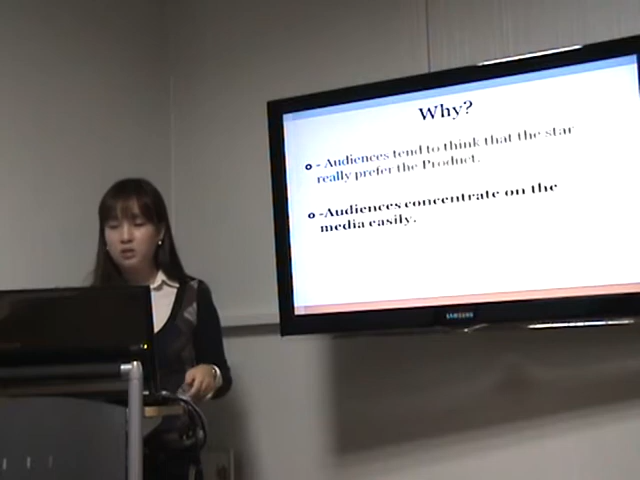 Why?
- Audiences tend to think that the star
really prefer the Product.
-Audiences concentrate on the
media easily.
SAMSUNG